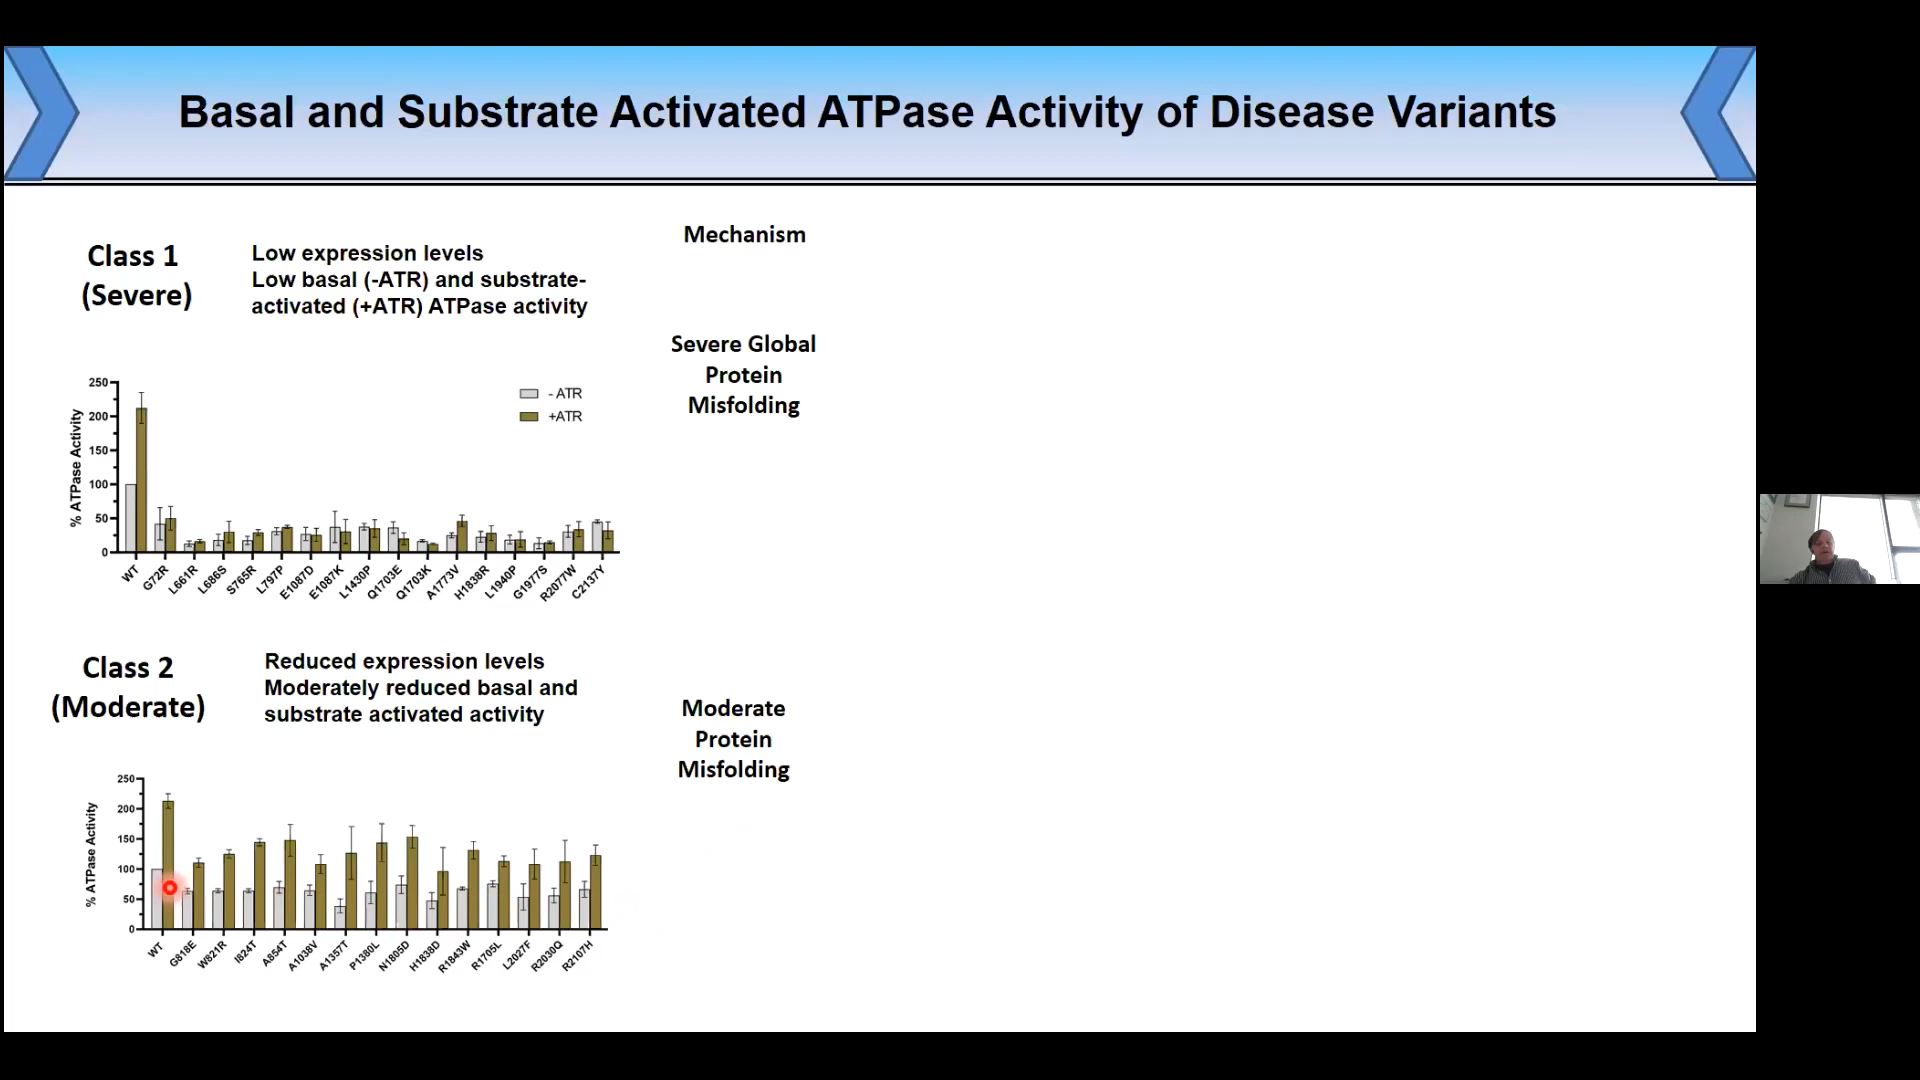 Basal and Substrate Activated ATPase Activity of Disease Variants
Mechanism
Class 1
(Severe)
Low expression levels
Low basal (-ATR) and substrate-
activated (+ATR) ATPase activity
Severe Global
Protein
Misfolding
% ATPase Activity
250
200
150
100
50
0
- ATR
+ATR
WT
G72R
L661R
L686S
S765R
L797P
E1087D
E1087K
L1430P
Q1703E
Q1703K
A1773V
H1838R
L1940P
G1977S
R2077W
C2137Y
Class 2
(Moderate)
Reduced expression levels
Moderately reduced basal and
substrate activated activity
Moderate
Protein
Misfolding
% ATPase Activity
250
200
150
100
50
0
WT
G818E
W821R
I824T
A854T
A1038V
A1357T
P1380L
N1805D
H1838D
R1843W
R1705L
L2027F
R2030Q
R2107H